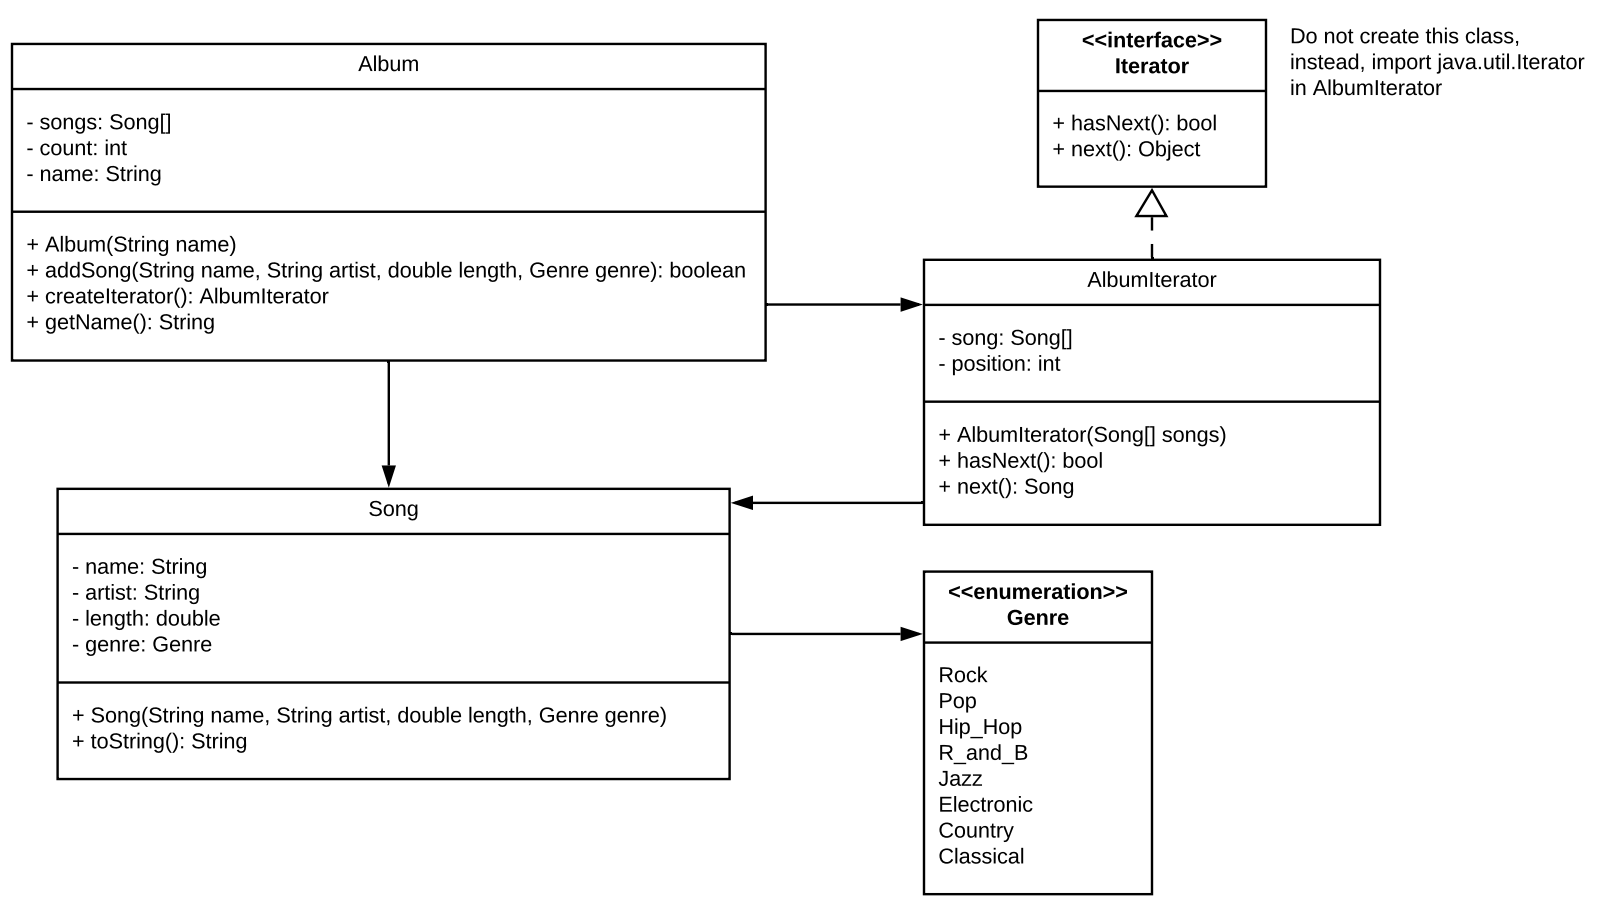 Album
- songs: Song[]
- count: int
- name: String
+ Album(String name)
+ addSong(String name, String artist, double length, Genre genre): boolean
+ createIterator(): AlbumIterator
+ getName(): String
<<interface>>
Iterator
+ hasNext(): bool
+ next(): Object
Do not create this class,
instead, import java.util.Iterator
in AlbumIterator
AlbumIterator
- song: Song[]
- position: int
+ AlbumIterator(Song[] songs)
+ hasNext(): bool
+ next(): Song
Song
- name: String
- artist: String
- length: double
- genre: Genre
+ Song(String name, String artist, double length, Genre genre)
+ toString(): String
<<enumeration>>
Genre
Rock
Pop
Hip_Hop
R_and_B
Jazz
Electronic
Country
Classical